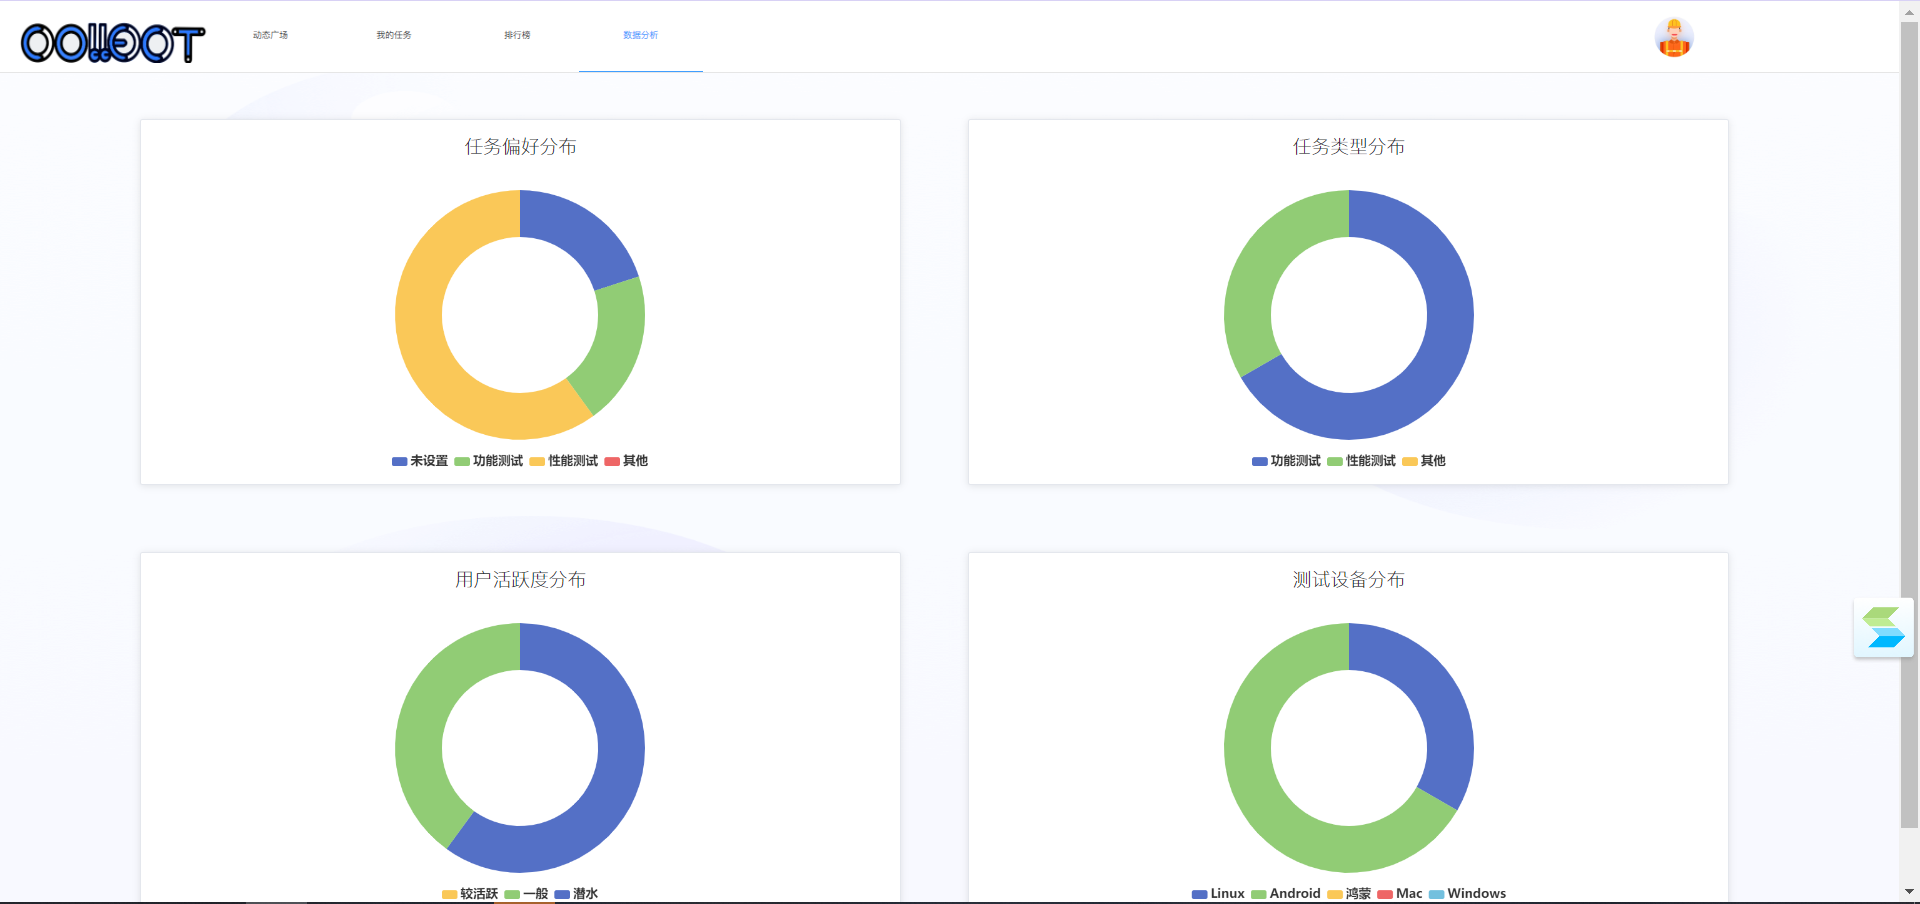 COLLECT
动态广场 我的任务 排行榜 数据分析
任务偏好分布
未设置 功能测试 性能测试 其他
任务类型分布
功能测试 性能测试 其他
用户活跃度分布
较活跃 一般 潜水
测试设备分布
Linux Android 鸿蒙 Mac Windows